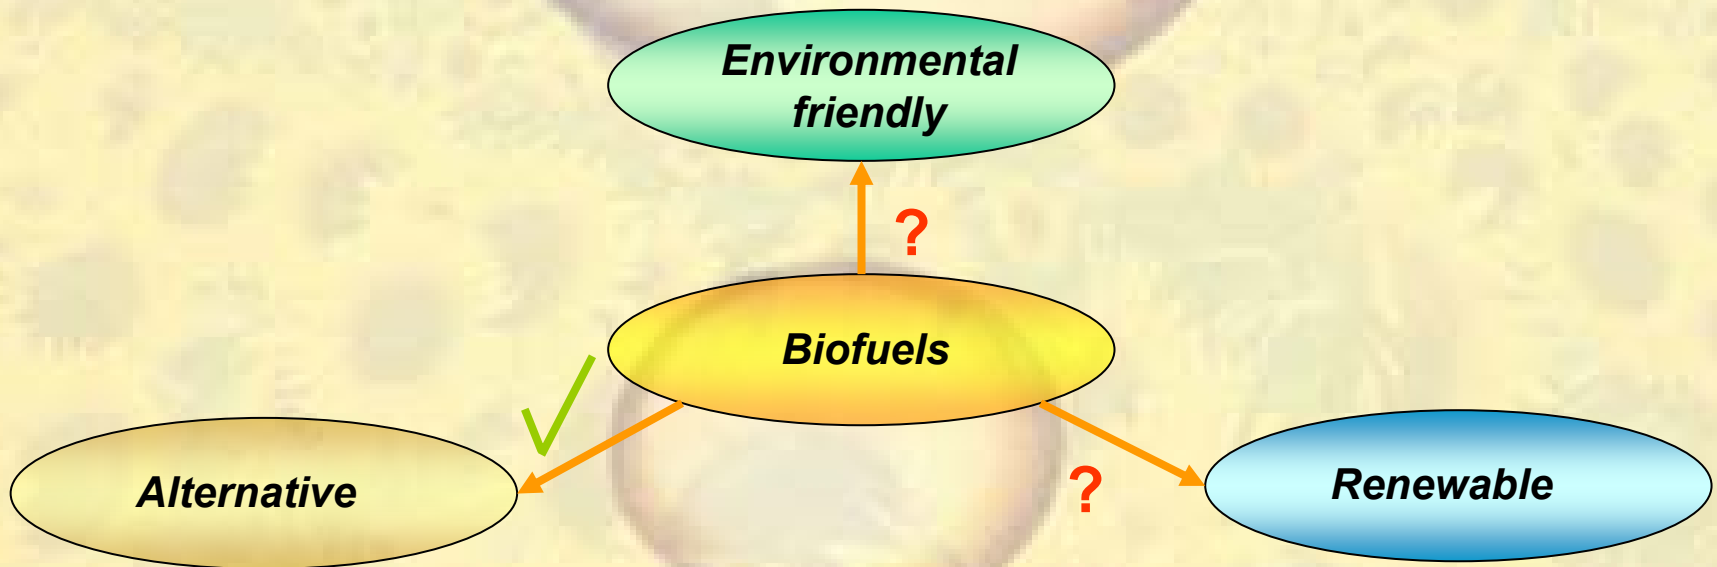 Environmental
friendly
?
Biofuels
Alternative
?
Renewable